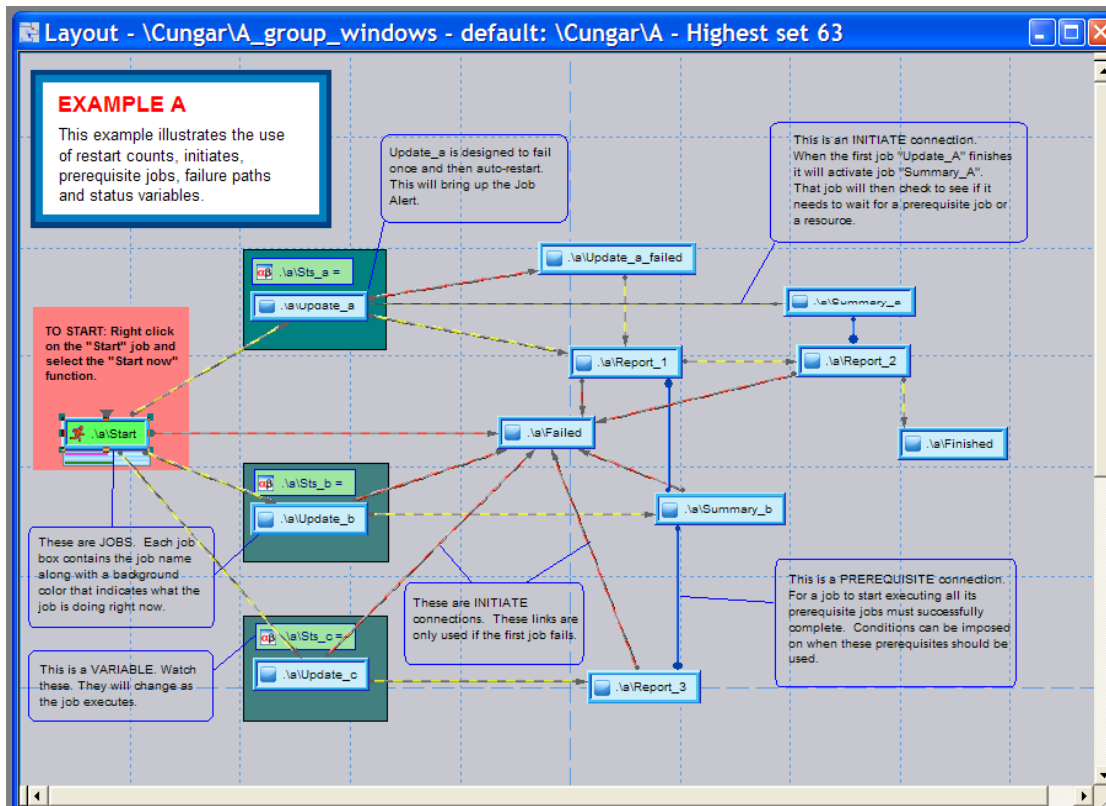 Layout - \Cungar\A_group_windows - default: \Cungar\A - Highest set 63
EXAMPLE A
This example illustrates the use
of restart counts, initiates,
prerequisite jobs, failure paths
and status variables.
Update_a is designed to fail
once and then auto-restart.
This will bring up the Job
Alert.
This is an INITIATE connection.
When the first job "Update_A" finishes
it will activate job "Summary_A".
That job will then check to see if it
needs to wait for a prerequisite job or
a resource.
αβ .\a\Sts_a =
.\a\Update_a
.\a\Update_a_failed
.\a\Summary_a
TO START: Right click
on the "Start" job and
select the "Start now"
function.
.\a\Report_1
.\a\Report_2
.\a\Start
.\a\Failed
.\a\Finished
αβ .\a\Sts_b =
.\a\Update_b
.\a\Summary_b
These are JOBS. Each job
box contains the job name
along with a background
color that indicates what the
job is doing right now.
These are INITIATE
connections. These links are
only used if the first job fails.
This is a PREREQUISITE connection.
For a job to start executing all its
prerequisite jobs must successfully
complete. Conditions can be imposed
on when these prerequisites should be
used.
αβ .\a\Sts_c =
.\a\Update_c
.\a\Report_3
This is a VARIABLE. Watch
these. They will change as
the job executes.